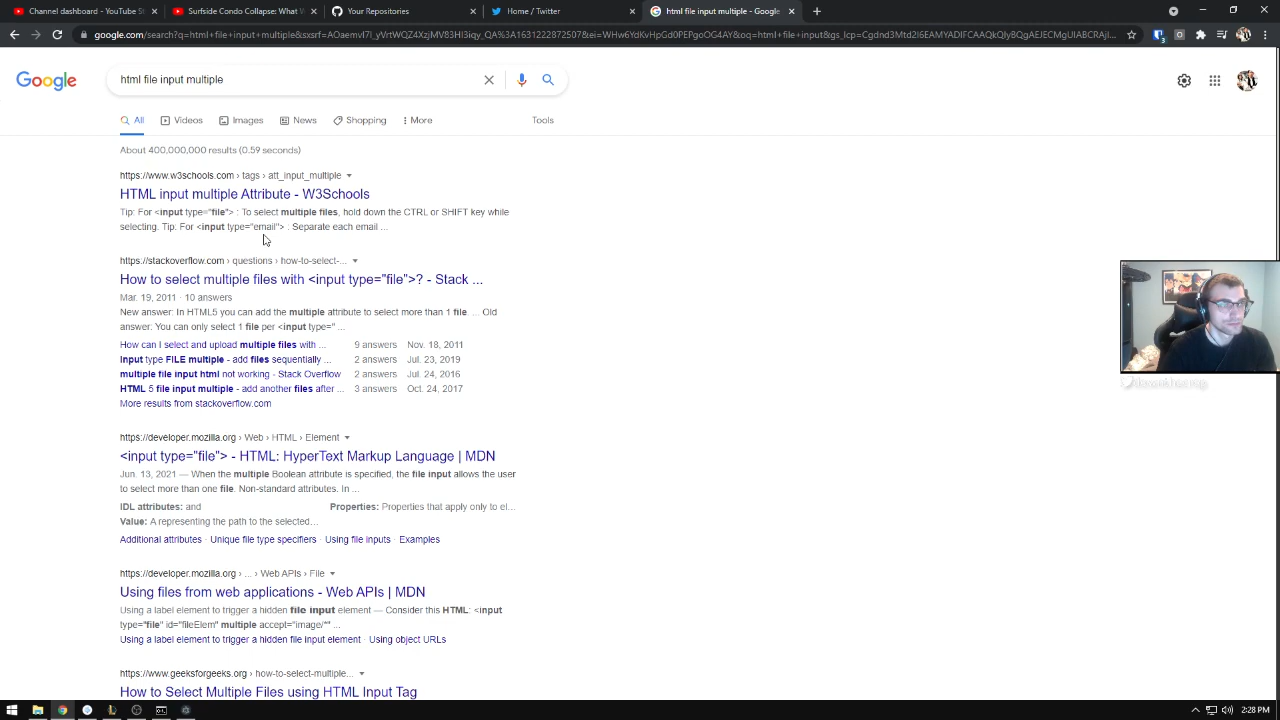 Channel dashboard - YouTube St
Surfside Condo Collapse: What V
Your Repositories
Home / Twitter
html file input multiple - Google
google.com/search?q=html+file+input+multiple&sxsrf=
Google
html file input multiple
All
Videos
Images
News
Shopping
More
Tools
About 400,000,000 results (0.59 seconds)
https://www.w3schools.com › tags › att_input_multiple
HTML input multiple Attribute - W3Schools
Tip: For <input type="file"> : To select multiple files, hold down the CTRL or SHIFT key while
selecting. Tip: For <input type="email"> : Separate each email ...
https://stackoverflow.com › questions › how-to-select-...
How to select multiple files with <input type="file">? - Stack ...
Mar. 19, 2011 · 10 answers
New answer: In HTML5 you can add the multiple attribute to select more than 1 file. ... Old
answer: You can only select 1 file per <input type=" ...
How can I select and upload multiple files with ... 9 answers Nov. 18, 2011
Input type FILE multiple - add files sequentially ... 2 answers Jul. 23, 2019
multiple file input html not working - Stack Overflow 2 answers Jul. 24, 2016
HTML 5 file input multiple - add another files after ... 3 answers Oct. 24, 2017
More results from stackoverflow.com
https://developer.mozilla.org › Web › HTML › Element
<input type="file"> - HTML: HyperText Markup Language | MDN
Jun. 13, 2021 — When the multiple Boolean attribute is specified, the file input allows the user
to select more than one file. Non-standard attributes. In ...
IDL attributes: and Properties: Properties that apply only to el...
Value: A representing the path to the selected...
Additional attributes · Unique file type specifiers · Using file inputs · Examples
https://developer.mozilla.org › ... › Web APIs › File
Using files from web applications - Web APIs | MDN
Using a label element to trigger a hidden file input element — Consider this HTML: <input
type="file" id="fileElem" multiple accept="image/*" ...
Using a label element to trigger a hidden file input element · Using object URLs
https://www.geeksforgeeks.org › how-to-select-multiple...
How to Select Multiple Files using HTML Input Tag
2:28 PM